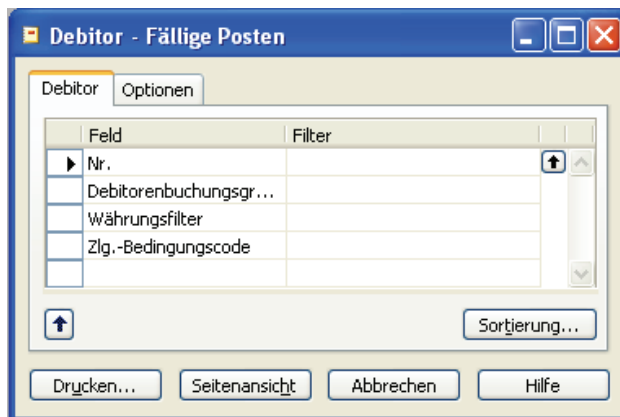 Debitor - Fällige Posten
Debitor Optionen
Feld Filter
Nr.
Debitorenbuchungsgr...
Währungsfilter
Zlg.-Bedingungscode
Sortierung...
Drucken... Seitenansicht Abbrechen Hilfe